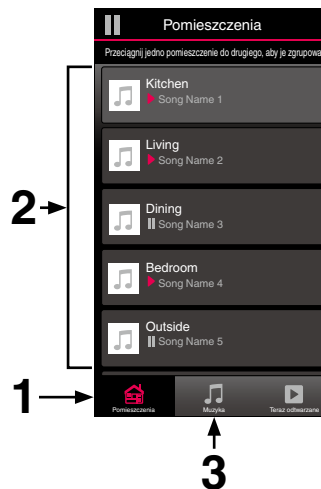 Pomieszczenia
Przeciągnij jedno pomieszczenie do drugiego, aby je zgrupowa
Kitchen
Song Name 1
Living
Song Name 2
Dining
Song Name 3
Bedroom
Song Name 4
Outside
Song Name 5
2
1
Pomieszczenia
Muzyka
Teraz odtwarzane
3